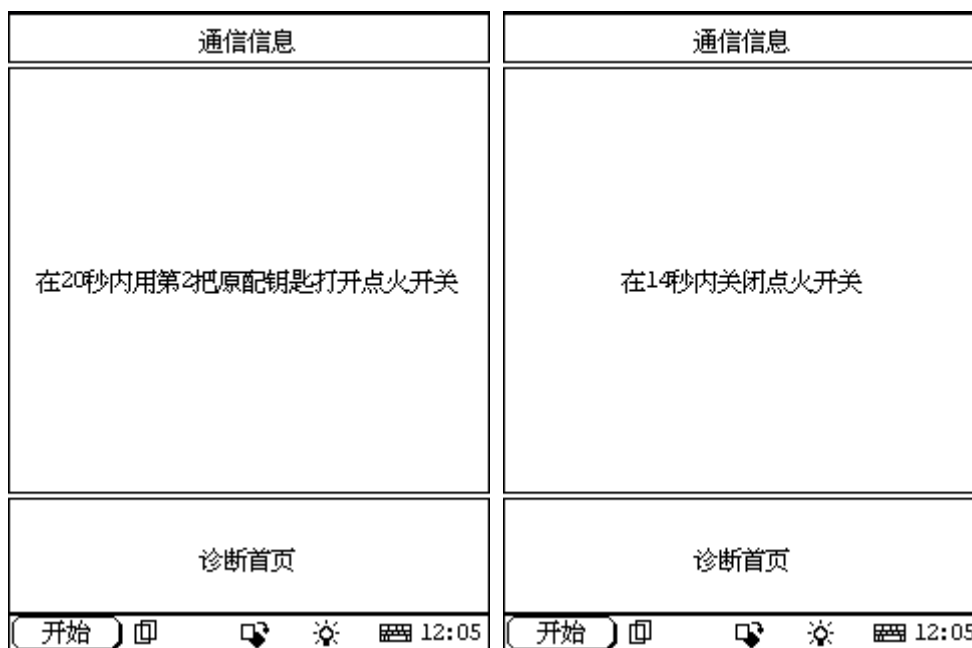 通信信息
在20秒内用第2把原配钥匙打开点火开关
诊断首页
开始 12:05
通信信息
在14秒内关闭点火开关
诊断首页
开始 12:05